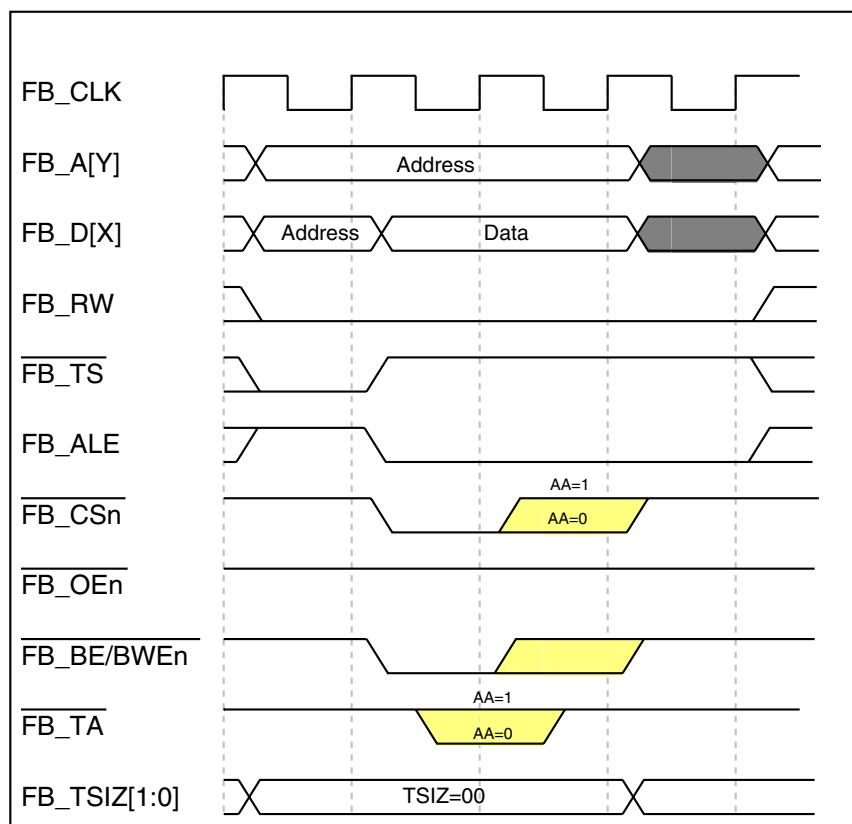 FB_CLK
FB_A[Y]
Address
FB_D[X]
Address
Data
FB_RW
FB_TS
FB_ALE
AA=1
FB_CSn
AA=0
FB_OEn
FB_BE/BWEn
AA=1
FB_TA
AA=0
FB_TSIZ[1:0]
TSIZ=00